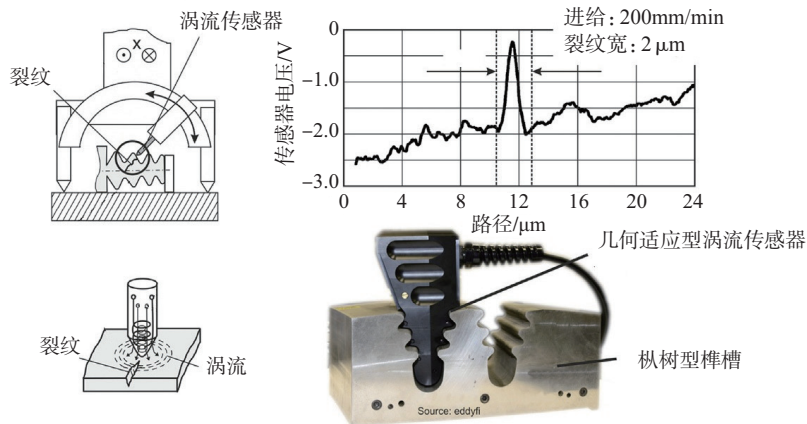 涡流传感器
X
裂纹
传感器电压/V
0
−1.0
−2.0
−3.0
进给：200mm/min
裂纹宽：2μm
0 4 8 12 16 20 24
路径/μm
几何适应型涡流传感器
裂纹
涡流
枞树型榫槽
Source: eddyfi